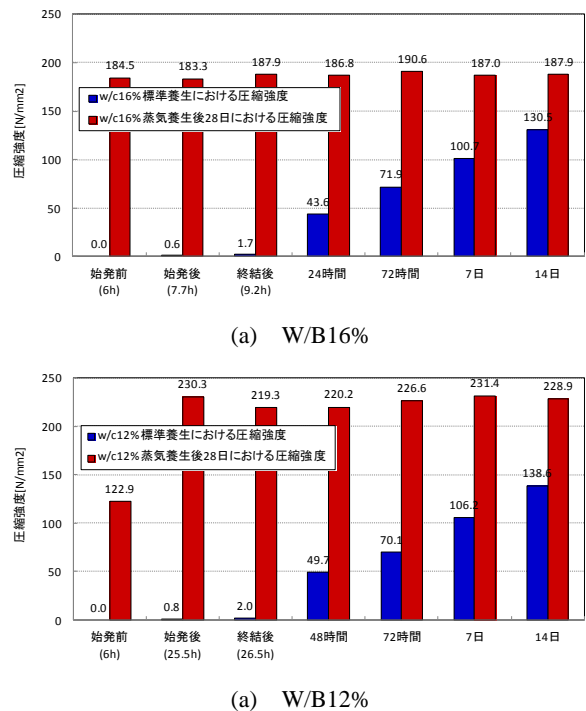 250
184.5 183.3 187.9 186.8 190.6 187.0 187.9
200
w/c16%標準養生における圧縮強度
w/c16%蒸気養生後28日における圧縮強度
150
130.5
100.7
100
71.9
43.6
50
0.0 0.6 1.7
0
圧縮強度[N/mm2]
始発前 始発後 終結後 24時間 72時間 7日 14日
(6h) (7.7h) (9.2h)
(a) W/B16%
250
230.3 219.3 220.2 226.6 231.4 228.9
200
w/c12%標準養生における圧縮強度
w/c12%蒸気養生後28日における圧縮強度
150
122.9
138.6
106.2
100
70.1
49.7
50
0.0 0.8 2.0
0
圧縮強度[N/mm2]
始発前 始発後 終結後 48時間 72時間 7日 14日
(6h) (25.5h) (26.5h)
(a) W/B12%